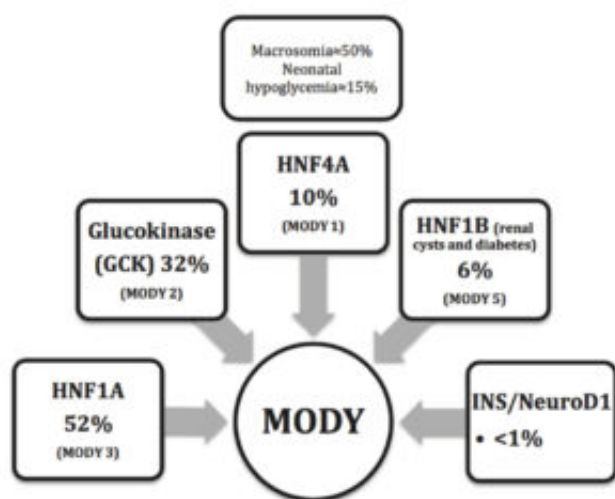 Macrosomia≈50%
Neonatal
hypoglycemia≈15%
HNF4A
10%
(MODY 1)
Glucokinase
(GCK) 32%
(MODY 2)
HNF1B (renal
cysts and diabetes)
6%
(MODY 5)
HNF1A
52%
(MODY 3)
MODY
INS/NeuroD1
• <1%